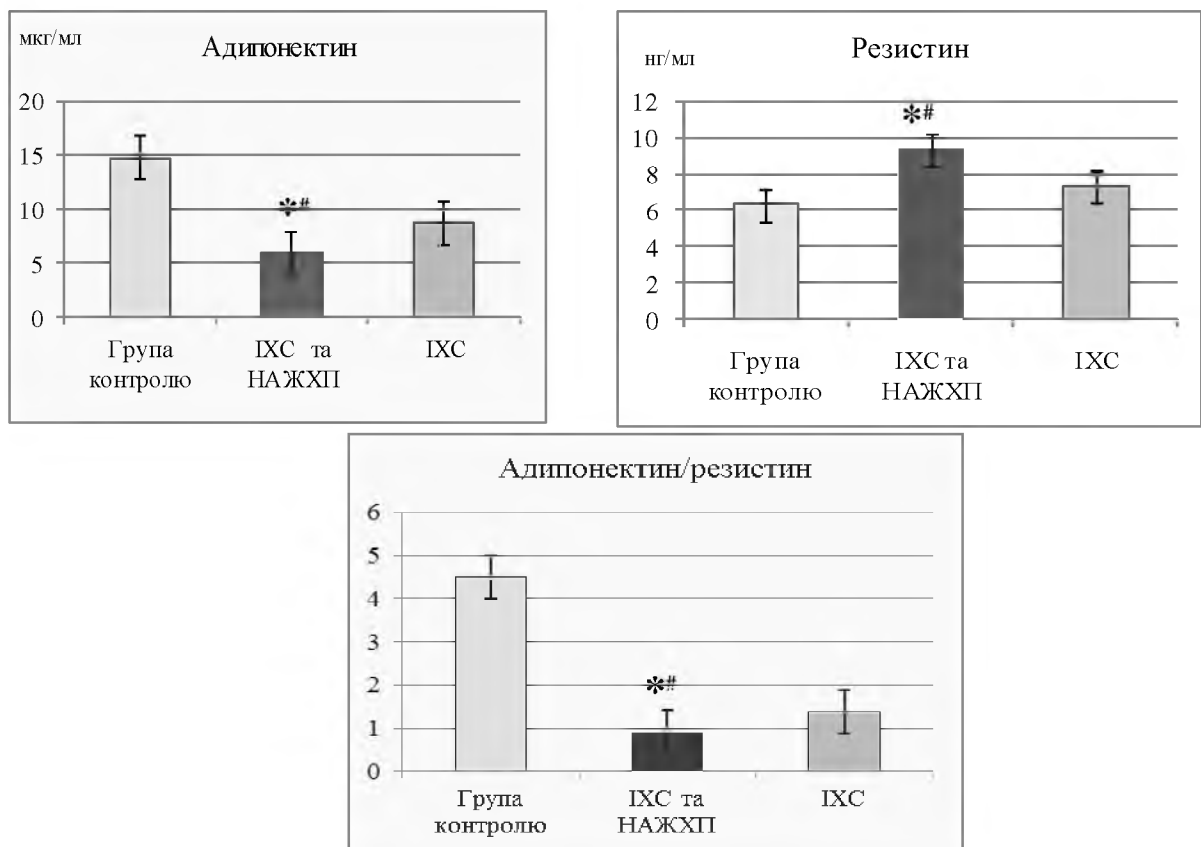 мкг/мл
Адипонектин
20
15
10
5
0
*#
Група
контролю
ІХС та
НАЖХП
ІХС
нг/мл
Резистин
12
10
8
6
4
2
0
*#
Група
контролю
ІХС та
НАЖХП
ІХС
Адипонектин/резистин
6
5
4
3
2
1
0
*#
Група
контролю
ІХС та
НАЖХП
ІХС